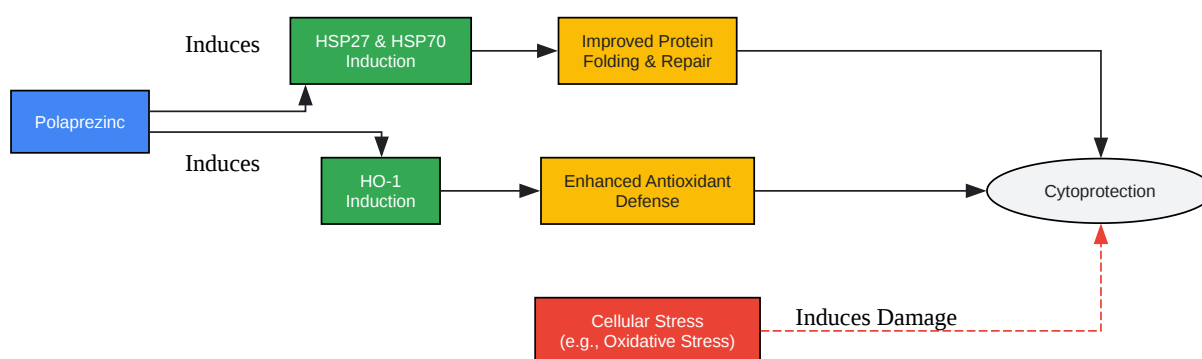 Induces
HSP27 & HSP70
Induction
Improved Protein
Folding & Repair
Polaprezinc
Induces
HO-1
Induction
Enhanced Antioxidant
Defense
Cytoprotection
Cellular Stress
(e.g., Oxidative Stress)
Induces Damage